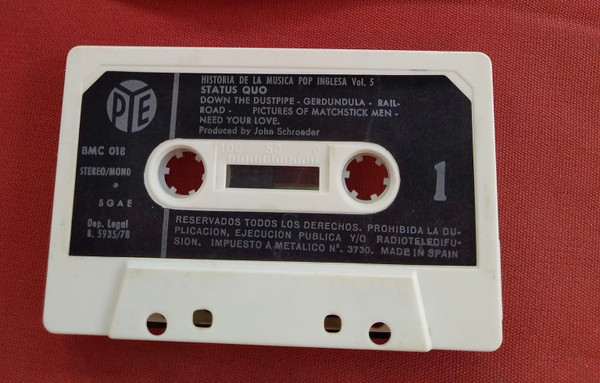 PYE
HISTORIA DE LA MUSICA POP INGLESA Vol. 5
STATUS QUO
DOWN THE DUSTPIPE - GERDUNDULA - RAIL-
ROAD - PICTURES OF MATCHSTICK MEN -
NEED YOUR LOVE.
Produced by John Schroeder
BMC 018
STEREO/MONO
SGAE
Dep. Legal
B. 5935/78
100 50 0
1
RESERVADOS TODOS LOS DERECHOS. PROHIBIDA LA DU-
PLICACION, EJECUCION PUBLICA Y/O RADIOTELEDIFU-
SION. IMPUESTO A METALICO Nº. 3730. MADE IN SPAIN